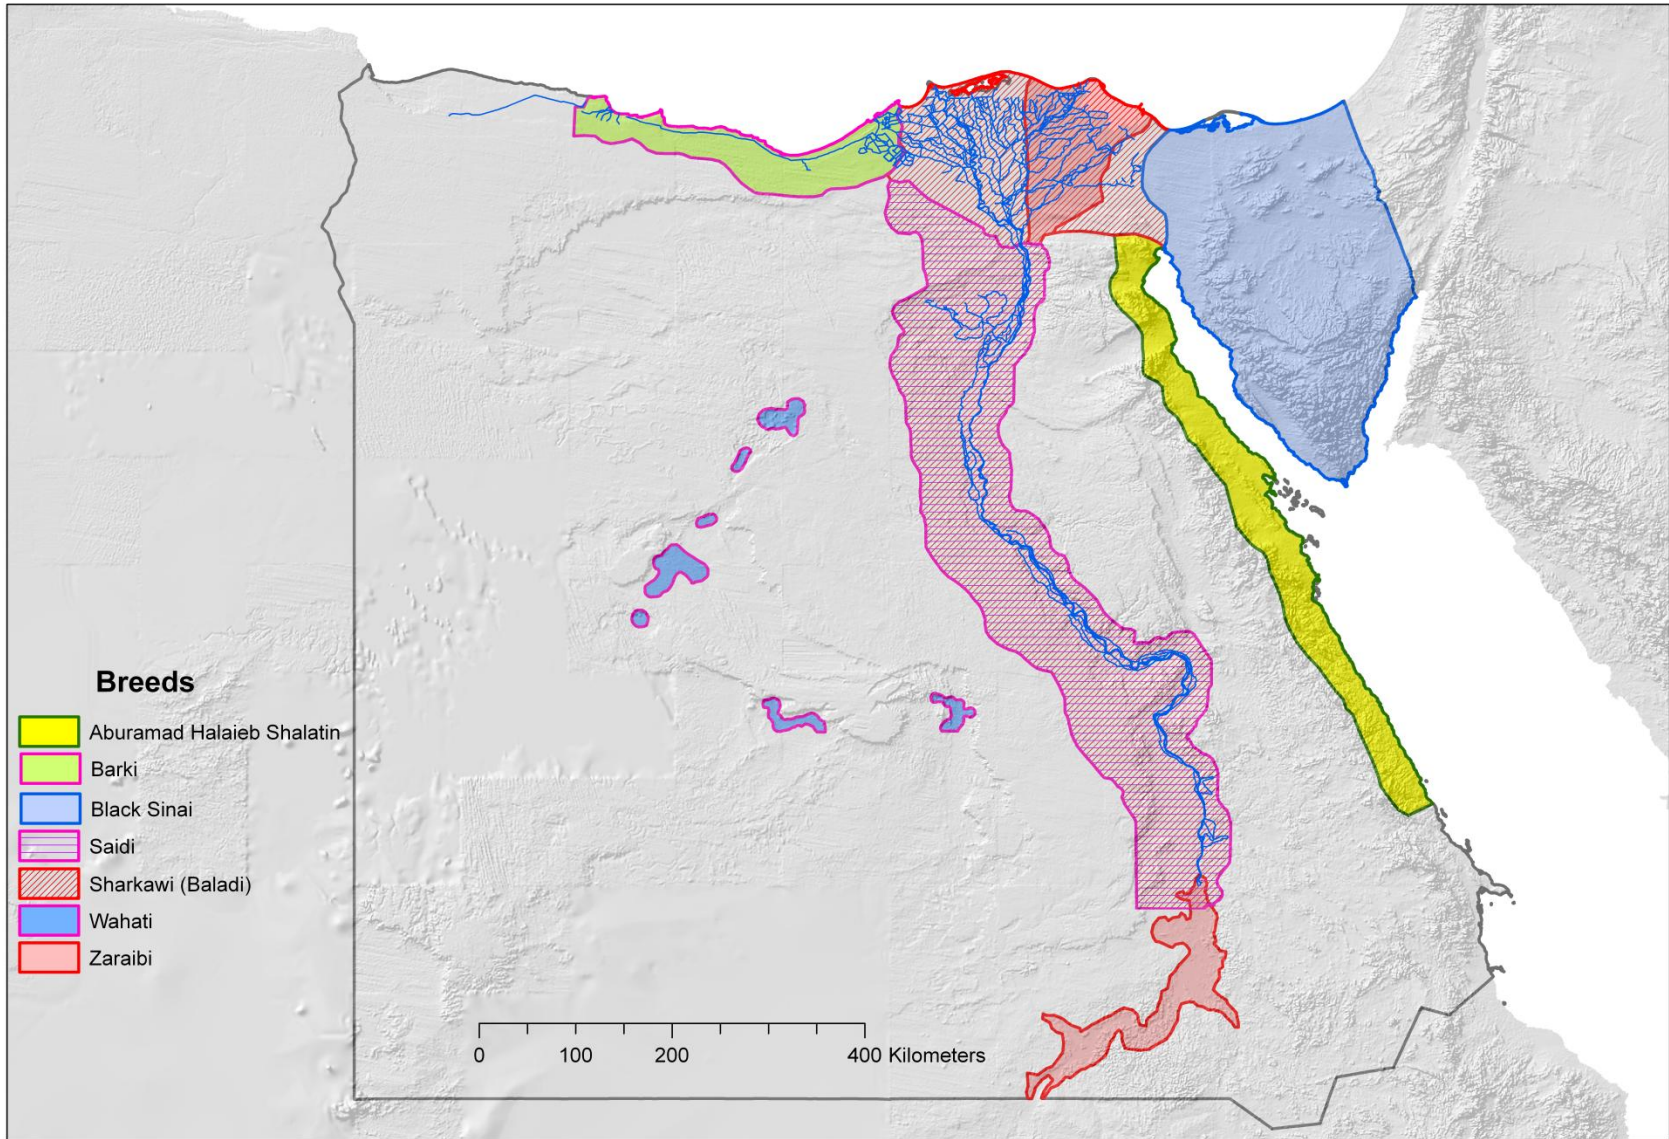 Breeds
Aburamad Halaieb Shalatin
Barki
Black Sinai
Saidi
Sharkawi (Baladi)
Wahati
Zaraibi
0 100 200 400 Kilometers